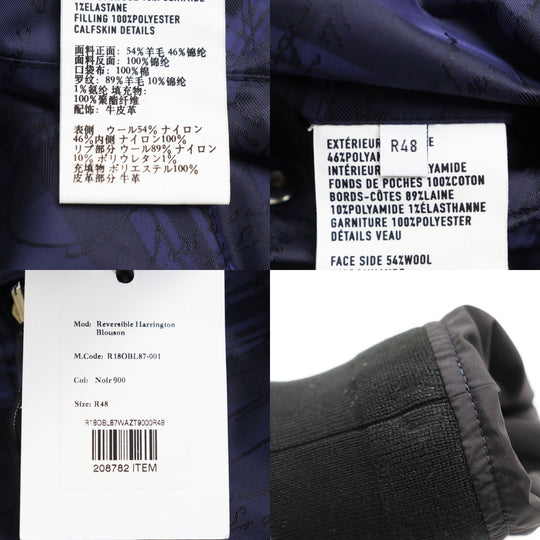 1%ELASTANE
FILLING 100%POLYESTER
CALFSKIN DETAILS
面料正面：54%羊毛 46%锦纶
面料反面：100%锦纶
口袋布：100%棉
罗纹：89%羊毛10%锦纶
1%氨纶 填充物：
100%聚酯纤维
配饰：牛皮革
表側 ウール54% ナイロン
46%内側 ナイロン100%
リブ部分 ウール89% ナイロン
10% ポリウレタン1%
充填物 ポリエステル100%
皮革部分 牛革
R48
EXTÉRIEUR
46%POLYAM
INTÉRIEUR AMIDE
FONDS DE POCHES 100%COTON
BORDS-CÔTES 89%LAINE
10%POLYAMIDE 1%ÉLASTHANNE
GARNITURE 100%POLYESTER
DÉTAILS VEAU
FACE SIDE 54%WOOL
Mod: Reversible Harrington
Blouson
M.Code: R18OBL87-001
Col: Noir 900
Size: R48
R18OBL87WAZT9000R48
208782 ITEM